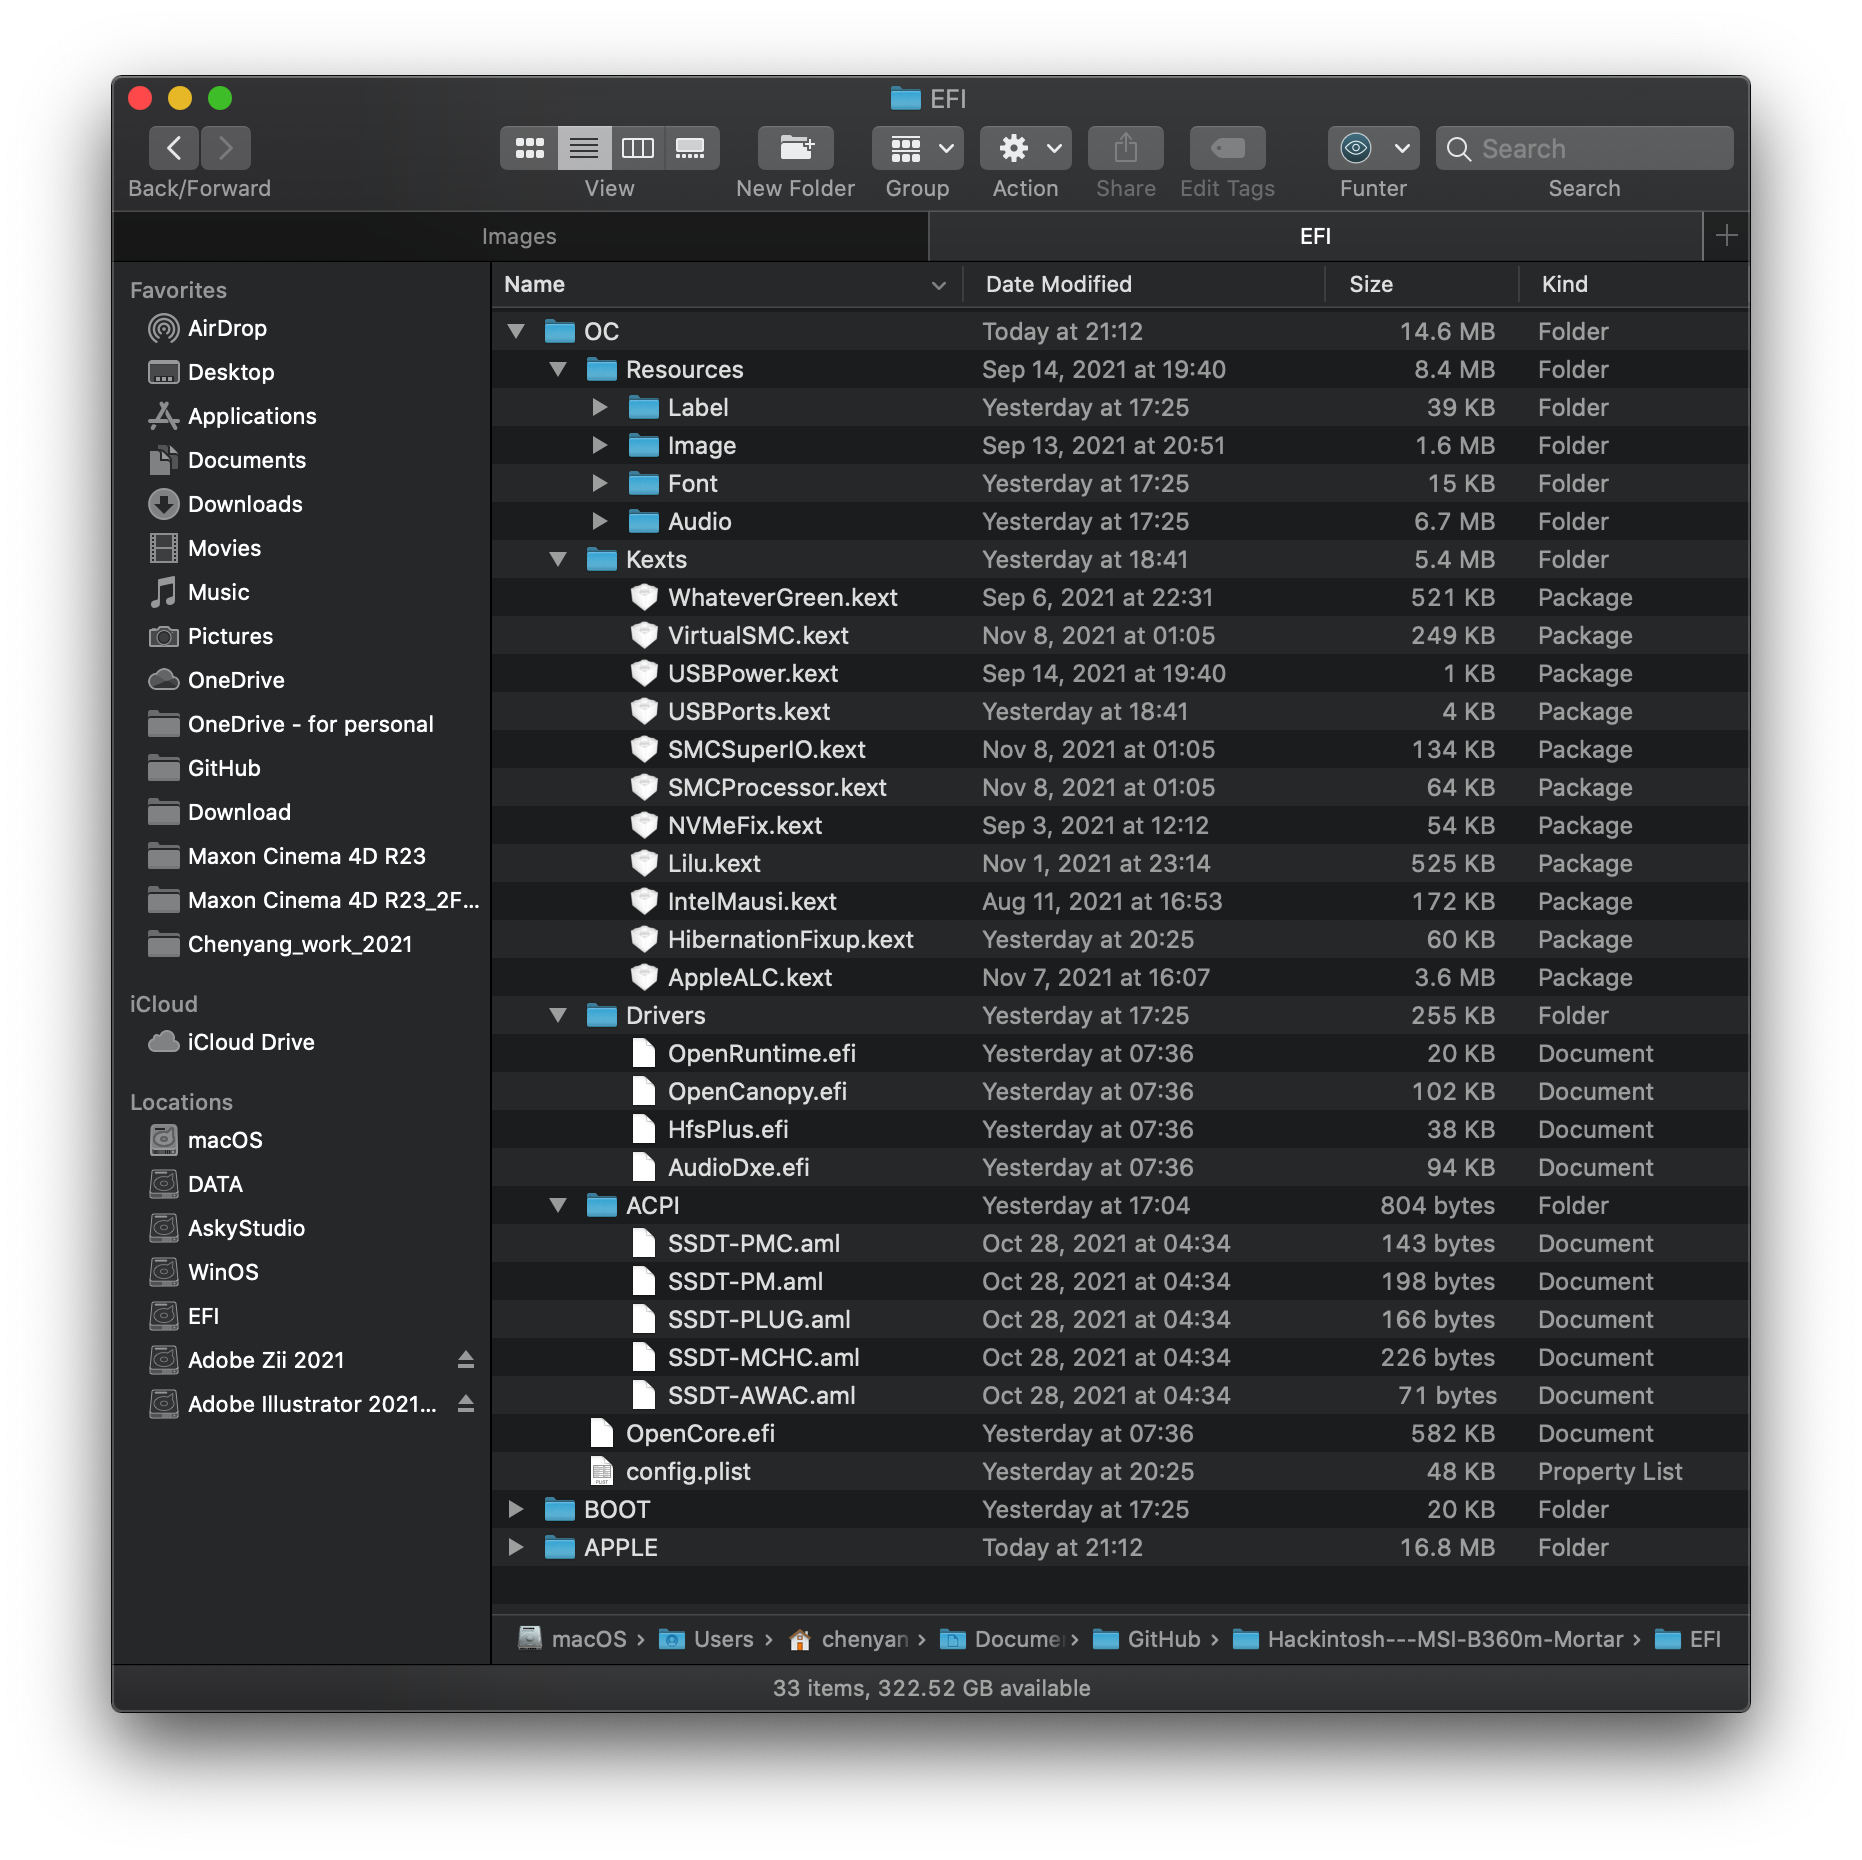 EFI
Back/Forward View New Folder Group Action Share Edit Tags Funter Search
Search
Images EFI
Favorites
AirDrop
Desktop
Applications
Documents
Downloads
Movies
Music
Pictures
OneDrive
OneDrive - for personal
GitHub
Download
Maxon Cinema 4D R23
Maxon Cinema 4D R23_2F...
Chenyang_work_2021
iCloud
iCloud Drive
Locations
macOS
DATA
AskyStudio
WinOS
EFI
Adobe Zii 2021
Adobe Illustrator 2021...
Name Date Modified Size Kind
OC Today at 21:12 14.6 MB Folder
Resources Sep 14, 2021 at 19:40 8.4 MB Folder
Label Yesterday at 17:25 39 KB Folder
Image Sep 13, 2021 at 20:51 1.6 MB Folder
Font Yesterday at 17:25 15 KB Folder
Audio Yesterday at 17:25 6.7 MB Folder
Kexts Yesterday at 18:41 5.4 MB Folder
WhateverGreen.kext Sep 6, 2021 at 22:31 521 KB Package
VirtualSMC.kext Nov 8, 2021 at 01:05 249 KB Package
USBPower.kext Sep 14, 2021 at 19:40 1 KB Package
USBPorts.kext Yesterday at 18:41 4 KB Package
SMCSuperIO.kext Nov 8, 2021 at 01:05 134 KB Package
SMCProcessor.kext Nov 8, 2021 at 01:05 64 KB Package
NVMeFix.kext Sep 3, 2021 at 12:12 54 KB Package
Lilu.kext Nov 1, 2021 at 23:14 525 KB Package
IntelMausi.kext Aug 11, 2021 at 16:53 172 KB Package
HibernationFixup.kext Yesterday at 20:25 60 KB Package
AppleALC.kext Nov 7, 2021 at 16:07 3.6 MB Package
Drivers Yesterday at 17:25 255 KB Folder
OpenRuntime.efi Yesterday at 07:36 20 KB Document
OpenCanopy.efi Yesterday at 07:36 102 KB Document
HfsPlus.efi Yesterday at 07:36 38 KB Document
AudioDxe.efi Yesterday at 07:36 94 KB Document
ACPI Yesterday at 17:04 804 bytes Folder
SSDT-PMC.aml Oct 28, 2021 at 04:34 143 bytes Document
SSDT-PM.aml Oct 28, 2021 at 04:34 198 bytes Document
SSDT-PLUG.aml Oct 28, 2021 at 04:34 166 bytes Document
SSDT-MCHC.aml Oct 28, 2021 at 04:34 226 bytes Document
SSDT-AWAC.aml Oct 28, 2021 at 04:34 71 bytes Document
OpenCore.efi Yesterday at 07:36 582 KB Document
config.plist Yesterday at 20:25 48 KB Property List
BOOT Yesterday at 17:25 20 KB Folder
APPLE Today at 21:12 16.8 MB Folder
macOS › Users › chenyan › Docume › GitHub › Hackintosh---MSI-B360m-Mortar › EFI
33 items, 322.52 GB available